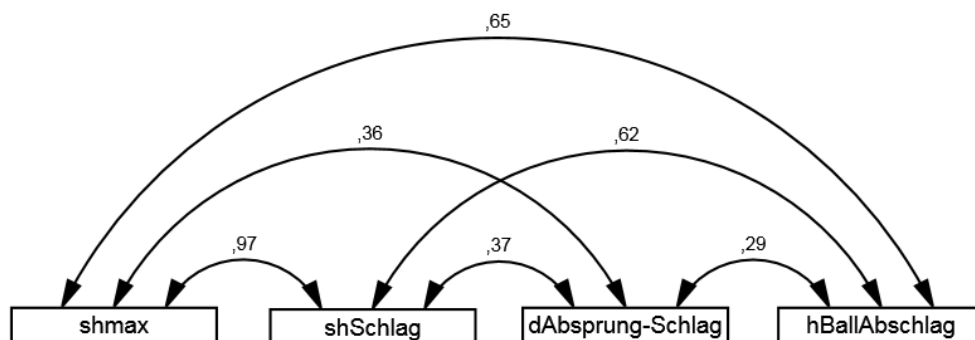 ,65
,36
,62
,97
,37
,29
shmax
shSchlag
dAbsprung-Schlag
hBallAbschlag